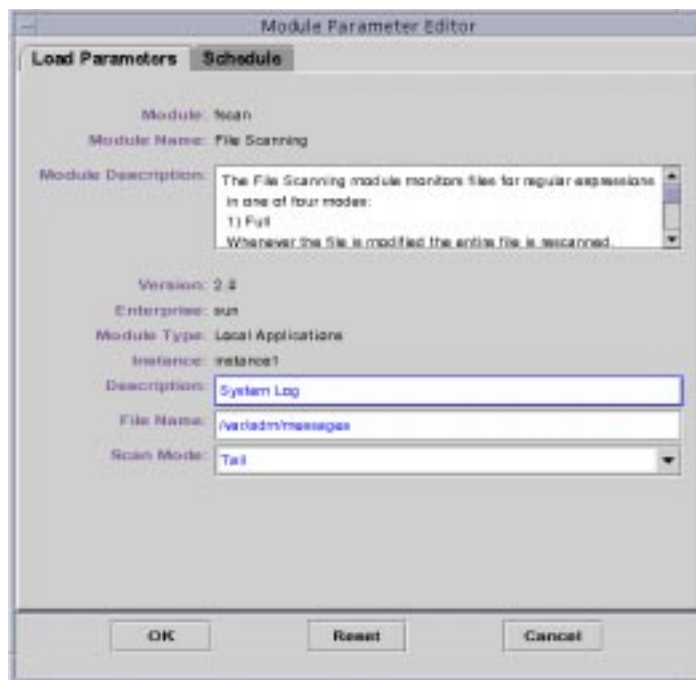 Module Parameter Editor
Load Parameters Schedule
Module: fscan
Module Name: File Scanning
Module Description: The File Scanning module monitors files for regular expressions
in one of four modes:
1) Full
Whenever the file is modified the entire file is rescanned.
Version:
Enterprise: sun
Module Type: Local Applications
Instance: instance1
Description: System Log
File Name: /var/adm/messages
Scan Mode: Tail
OK Reset Cancel